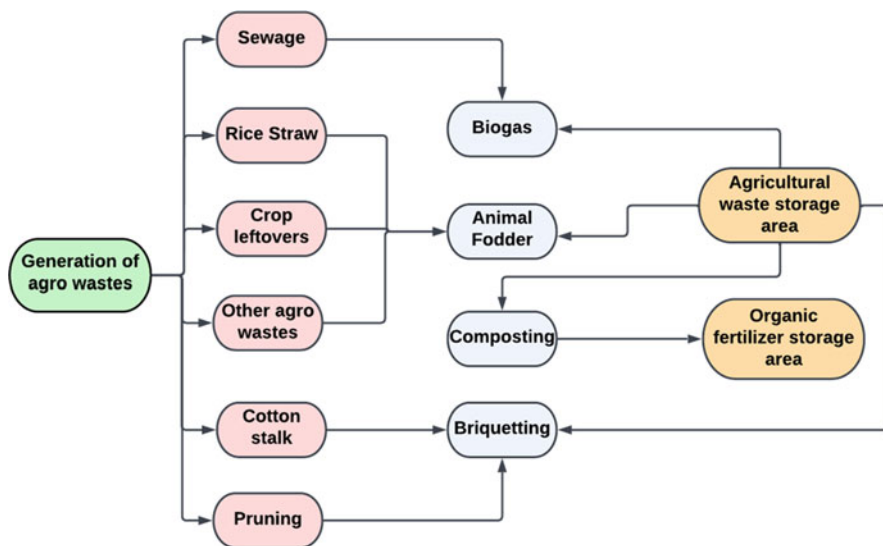 Sewage
Rice Straw
Crop
leftovers
Generation of
agro wastes
Other agro
wastes
Cotton
stalk
Pruning
Biogas
Animal
Fodder
Composting
Briquetting
Agricultural
waste storage
area
Organic
fertilizer storage
area